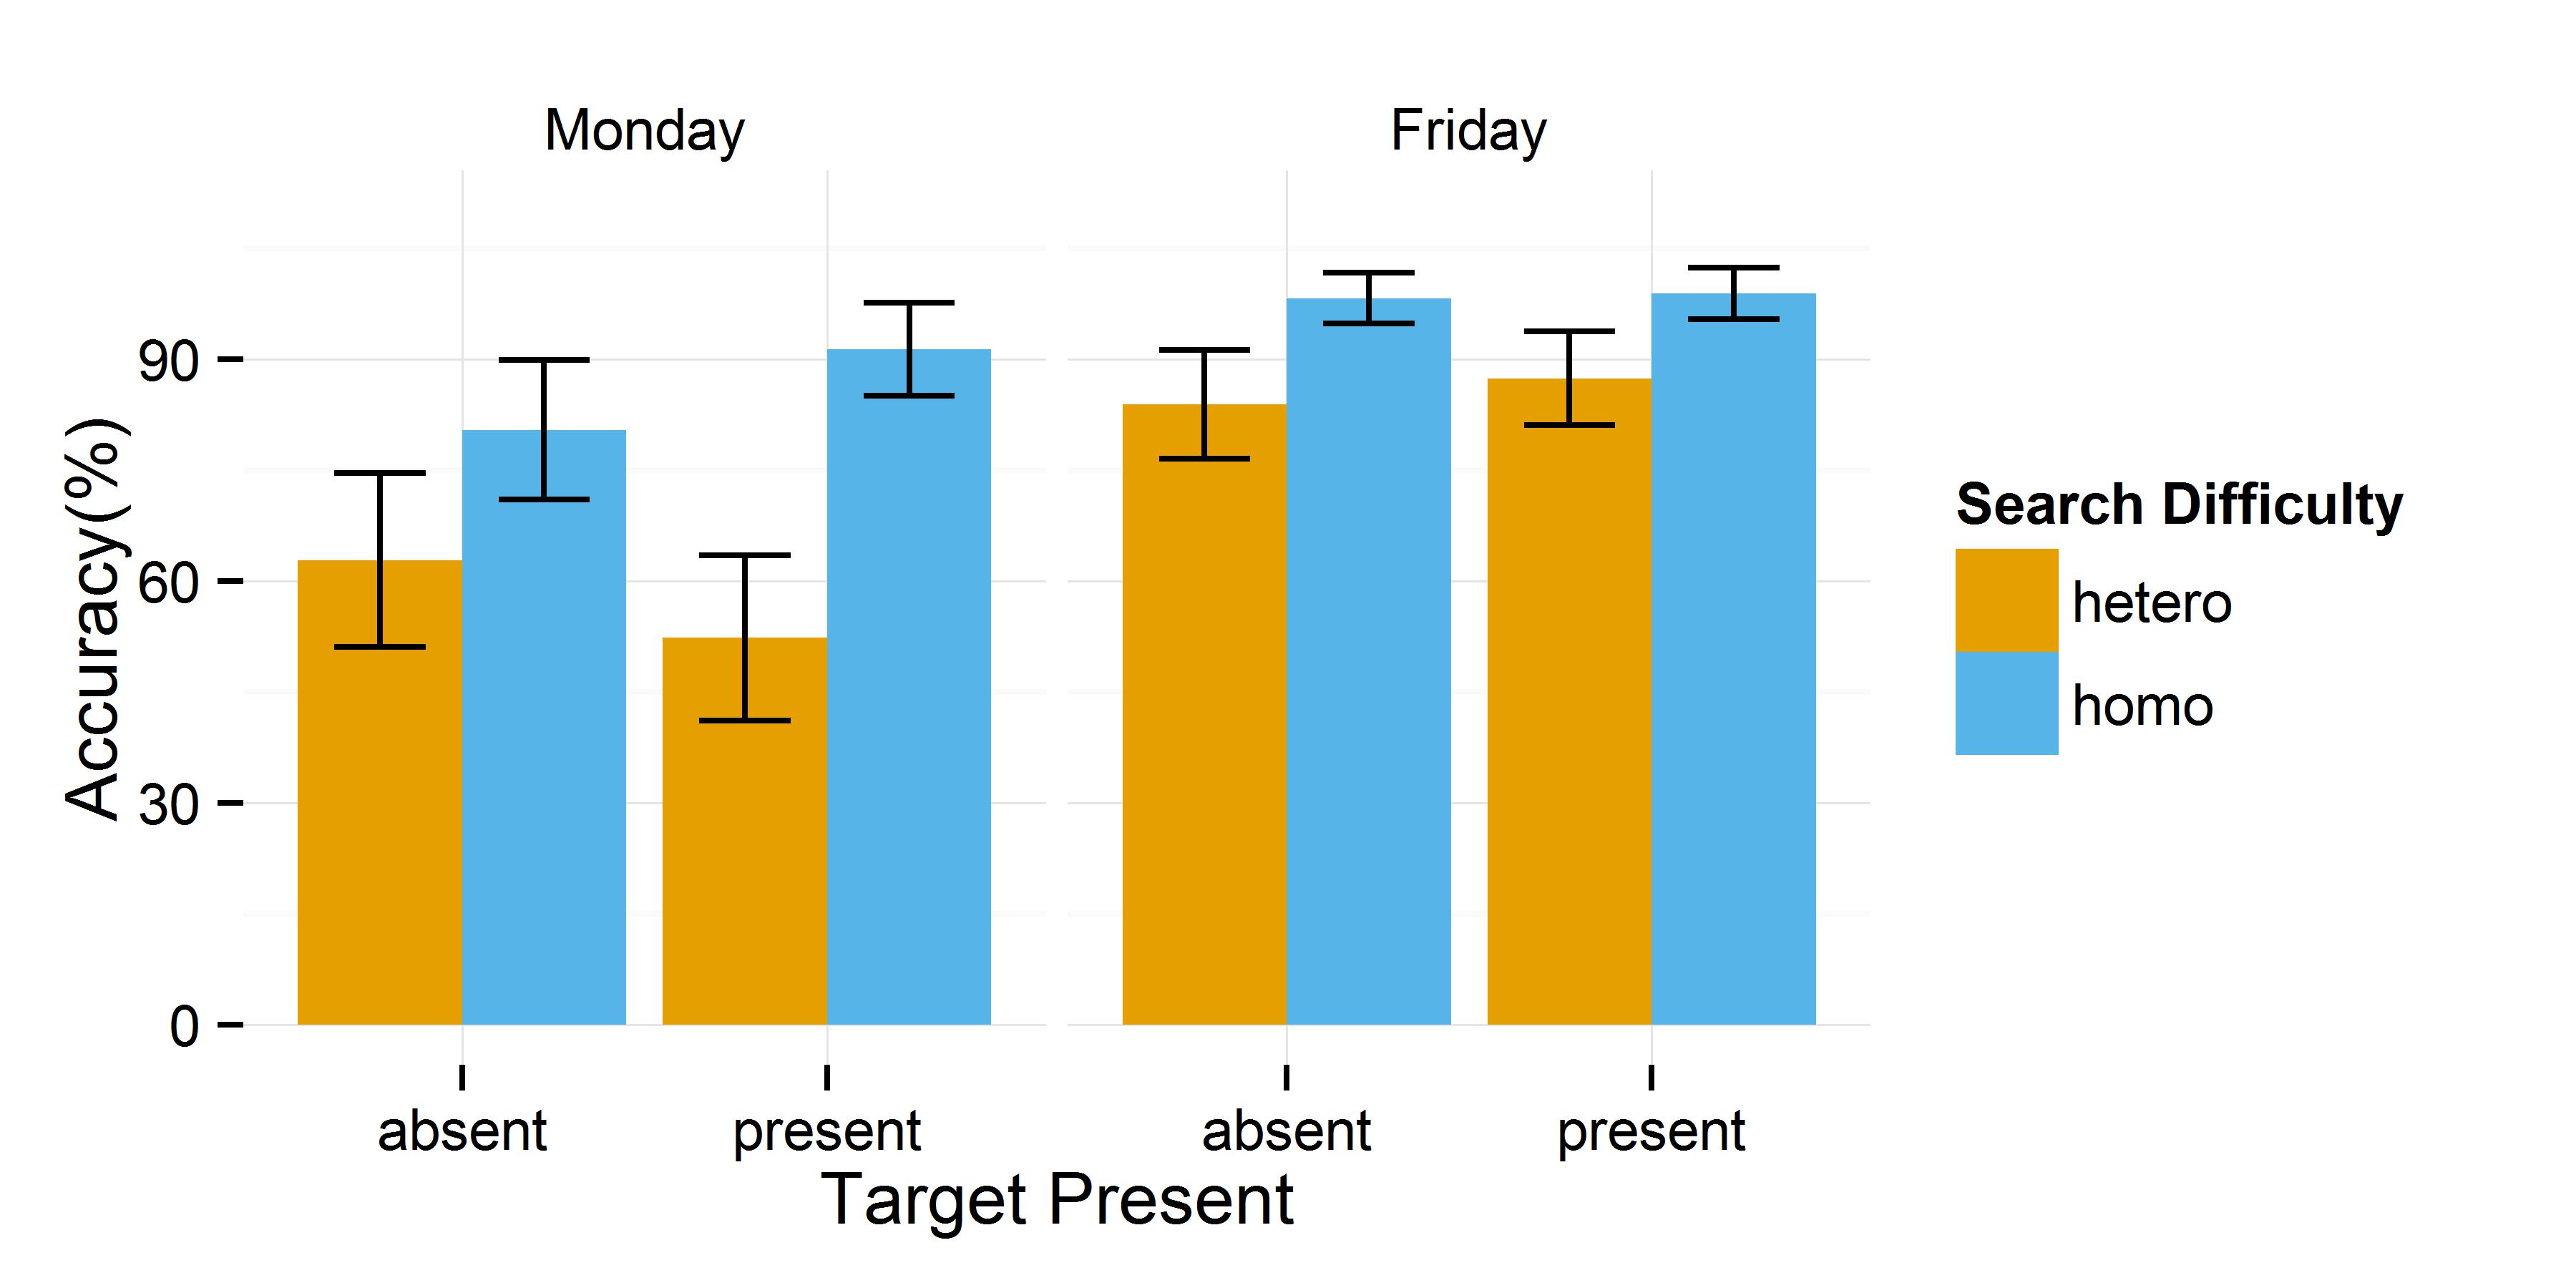 Monday
Friday
Accuracy(%)
90
60
30
0
absent
present
absent
present
Target Present
Search Difficulty
hetero
homo